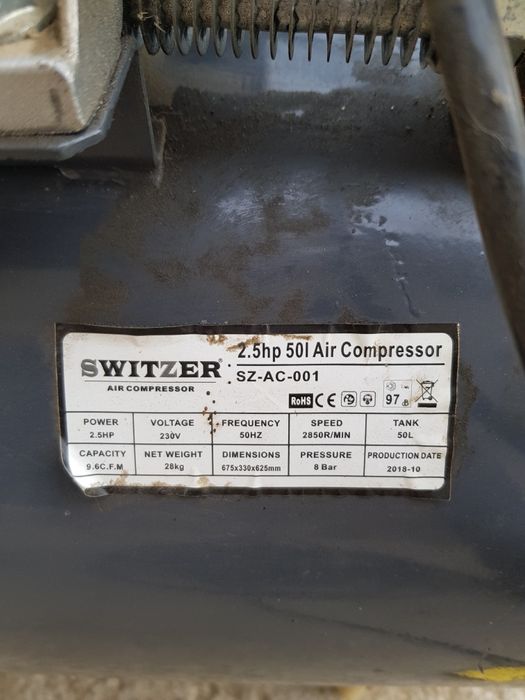 SWITZER®
AIR COMPRESSOR
2.5hp 50l Air Compressor
SZ-AC-001
RoHS CE 97 dB
POWER VOLTAGE FREQUENCY SPEED TANK
2.5HP 230V 50HZ 2850R/MIN 50L
CAPACITY NET WEIGHT DIMENSIONS PRESSURE PRODUCTION DATE
9.6C.F.M 28kg 675x330x625mm 8 Bar 2018-10